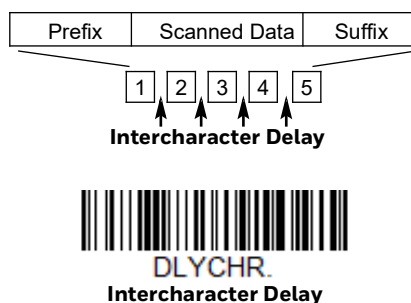 Prefix Scanned Data Suffix
1 2 3 4 5
Intercharacter Delay
DLYCHR.
Intercharacter Delay